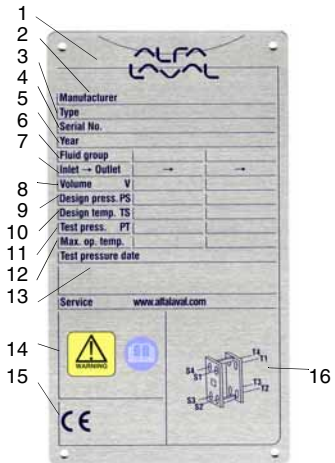 1
2
3
4
5
6
7
8
9
10
11
12
13
14
15
16
ALFA
LAVAL
Manufacturer
Type
Serial No.
Year
Fluid group
Inlet → Outlet → →
Volume V
Design press. PS
Design temp. TS
Test press. PT
Max. op. temp.
Test pressure date
Service www.alfalaval.com
WARNING
CE
S4 T4
S1 T1
S3 T3
S2 T2